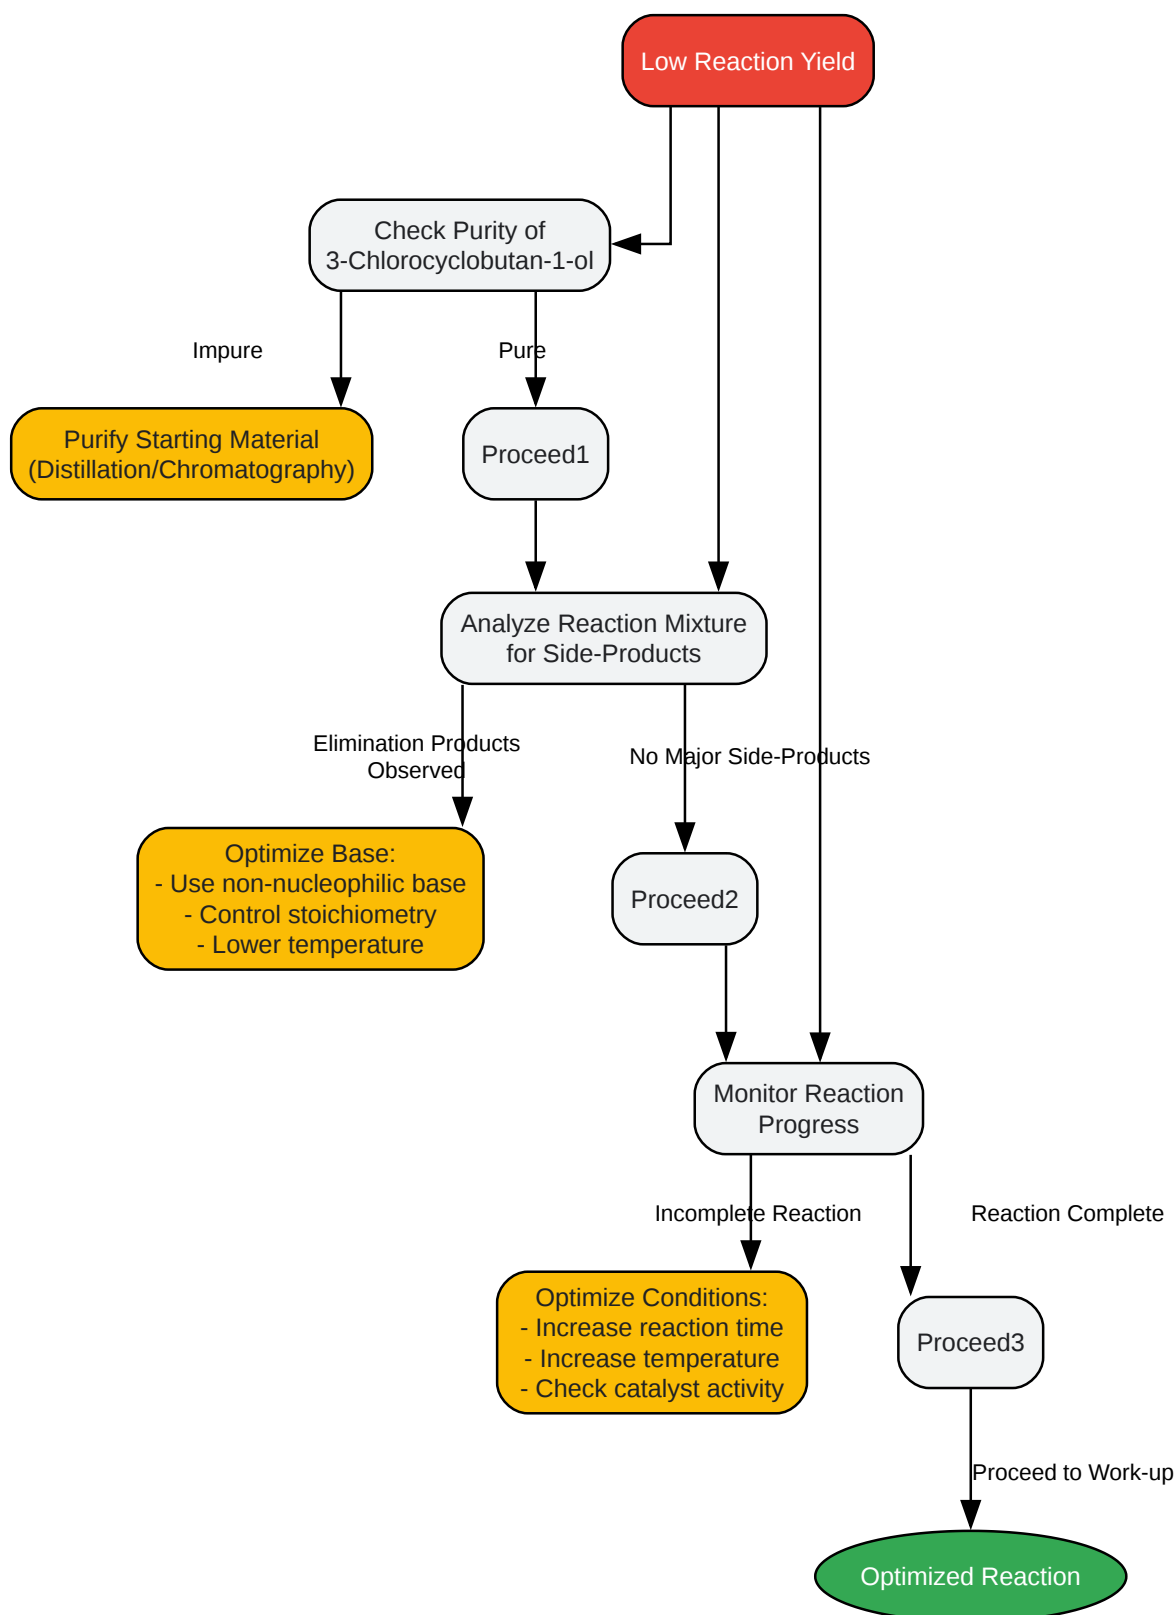 Low Reaction Yield
Check Purity of
3-Chlorocyclobutan-1-ol
Impure
Pure
Purify Starting Material
(Distillation/Chromatography)
Proceed1
Analyze Reaction Mixture
for Side-Products
Elimination Products
Observed
No Major Side-Products
Optimize Base:
- Use non-nucleophilic base
- Control stoichiometry
- Lower temperature
Proceed2
Monitor Reaction
Progress
Incomplete Reaction
Reaction Complete
Optimize Conditions:
- Increase reaction time
- Increase temperature
- Check catalyst activity
Proceed3
Proceed to Work-up
Optimized Reaction